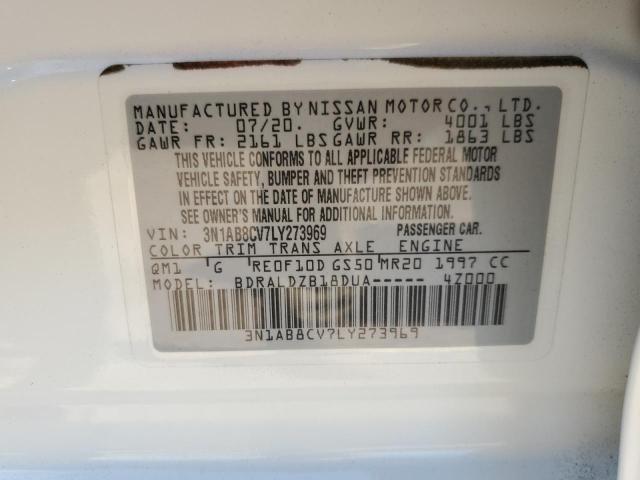 MANUFACTURED BY NISSAN MOTOR CO., LTD.
DATE: 07/20. GVWR: 4001 LBS
GAWR FR: 2161 LBS GAWR RR: 1863 LBS
THIS VEHICLE CONFORMS TO ALL APPLICABLE FEDERAL MOTOR
VEHICLE SAFETY, BUMPER AND THEFT PREVENTION STANDARDS
IN EFFECT ON THE DATE OF MANUFACTURE SHOWN ABOVE.
SEE OWNER'S MANUAL FOR ADDITIONAL INFORMATION.
VIN: 3N1AB8CV7LY273969 PASSENGER CAR.
COLOR TRIM TRANS AXLE ENGINE
QM1 G RE0F10D GS50 MR20 1997 CC
MODEL: BDRALDZB18DUA----- 4Z000
3N1AB8CV7LY273969